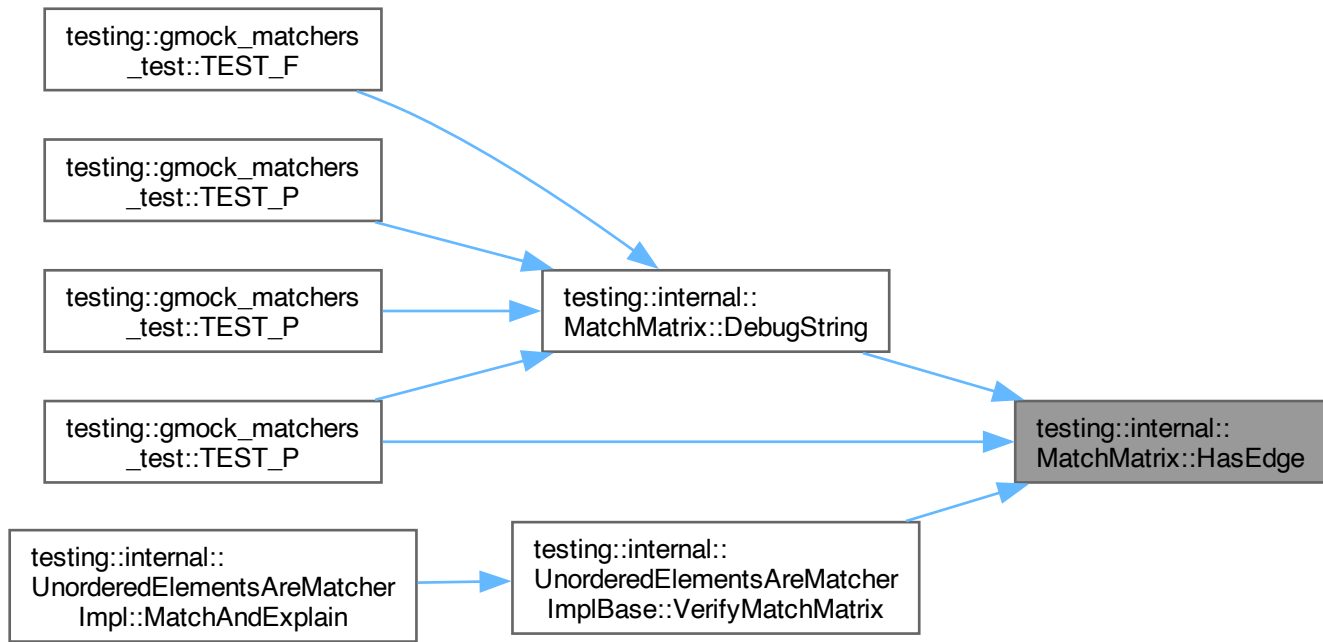 testing::gmock_matchers
_test::TEST_F
testing::gmock_matchers
_test::TEST_P
testing::gmock_matchers
_test::TEST_P
testing::gmock_matchers
_test::TEST_P
testing::internal::
UnorderedElementsAreMatcher
Impl::MatchAndExplain
testing::internal::
MatchMatrix::DebugString
testing::internal::
UnorderedElementsAreMatcher
ImplBase::VerifyMatchMatrix
testing::internal::
MatchMatrix::HasEdge